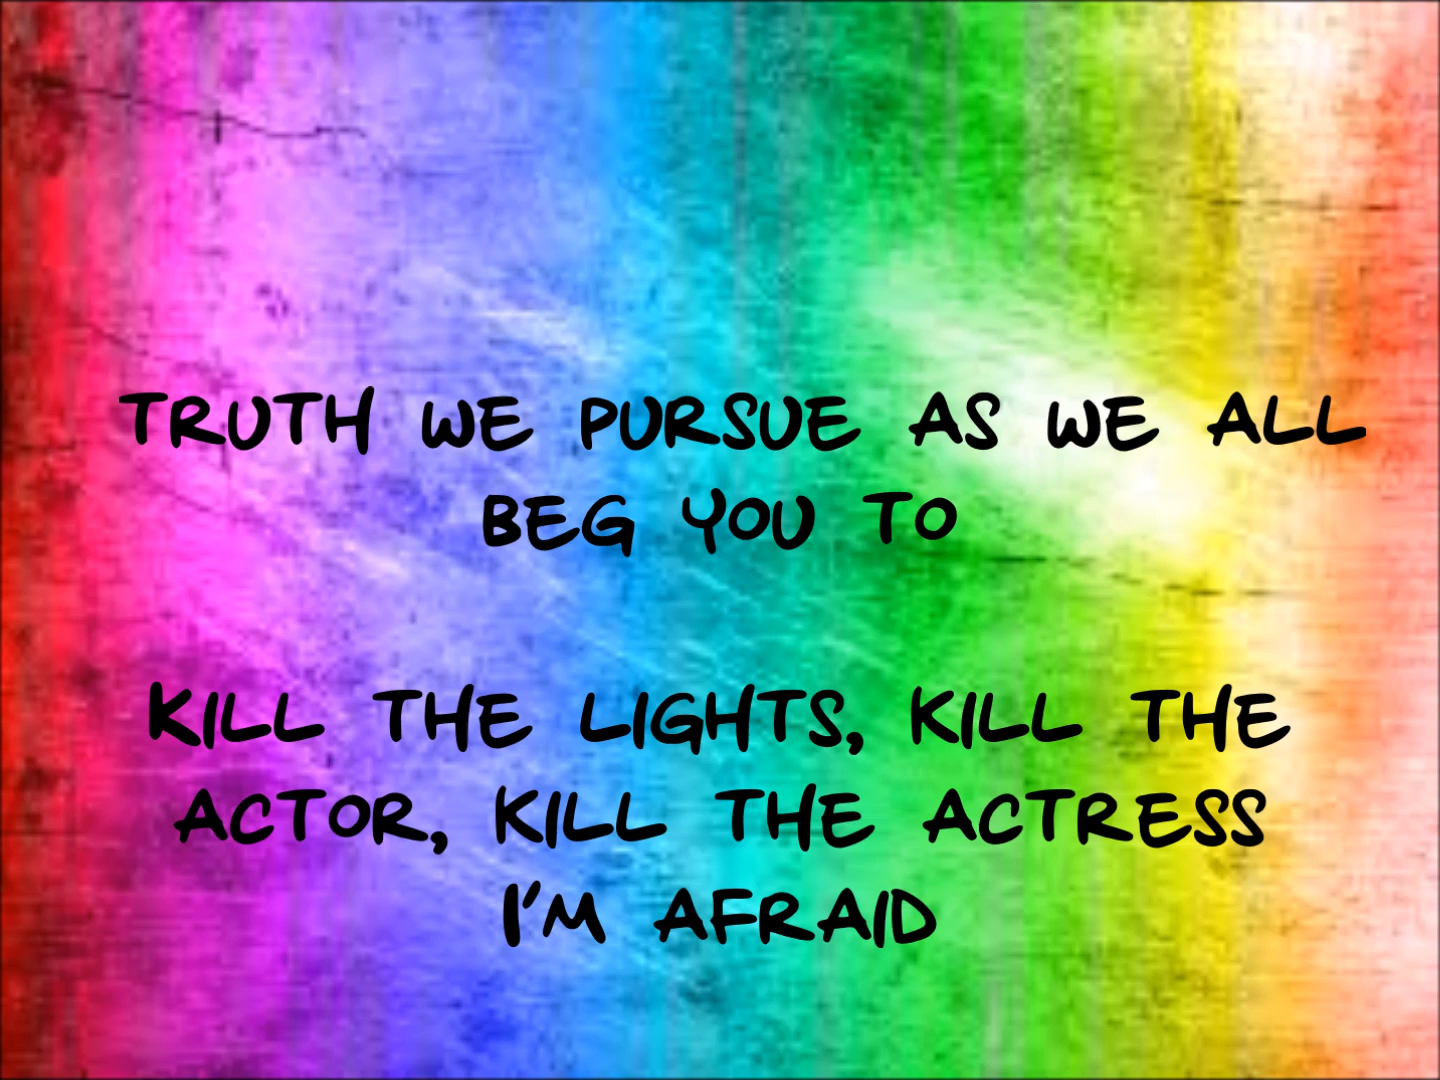 TRUTH WE PURSUE AS WE ALL
BEG YOU TO
KILL THE LIGHTS, KILL THE
ACTOR, KILL THE ACTRESS
I'M AFRAID